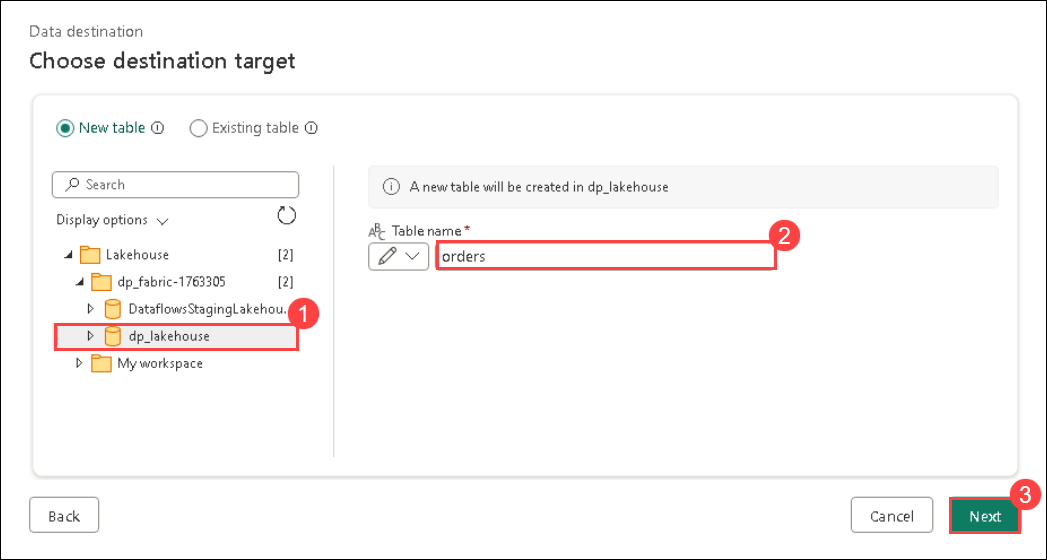 Data destination
Choose destination target
New table Existing table
Search
Display options
A new table will be created in dp_lakehouse
ABC Table name*
orders
2
Lakehouse [2]
dp_fabric-1763305 [2]
DataflowsStagingLakehou...
1
dp_lakehouse
My workspace
Back
Cancel
Next
3